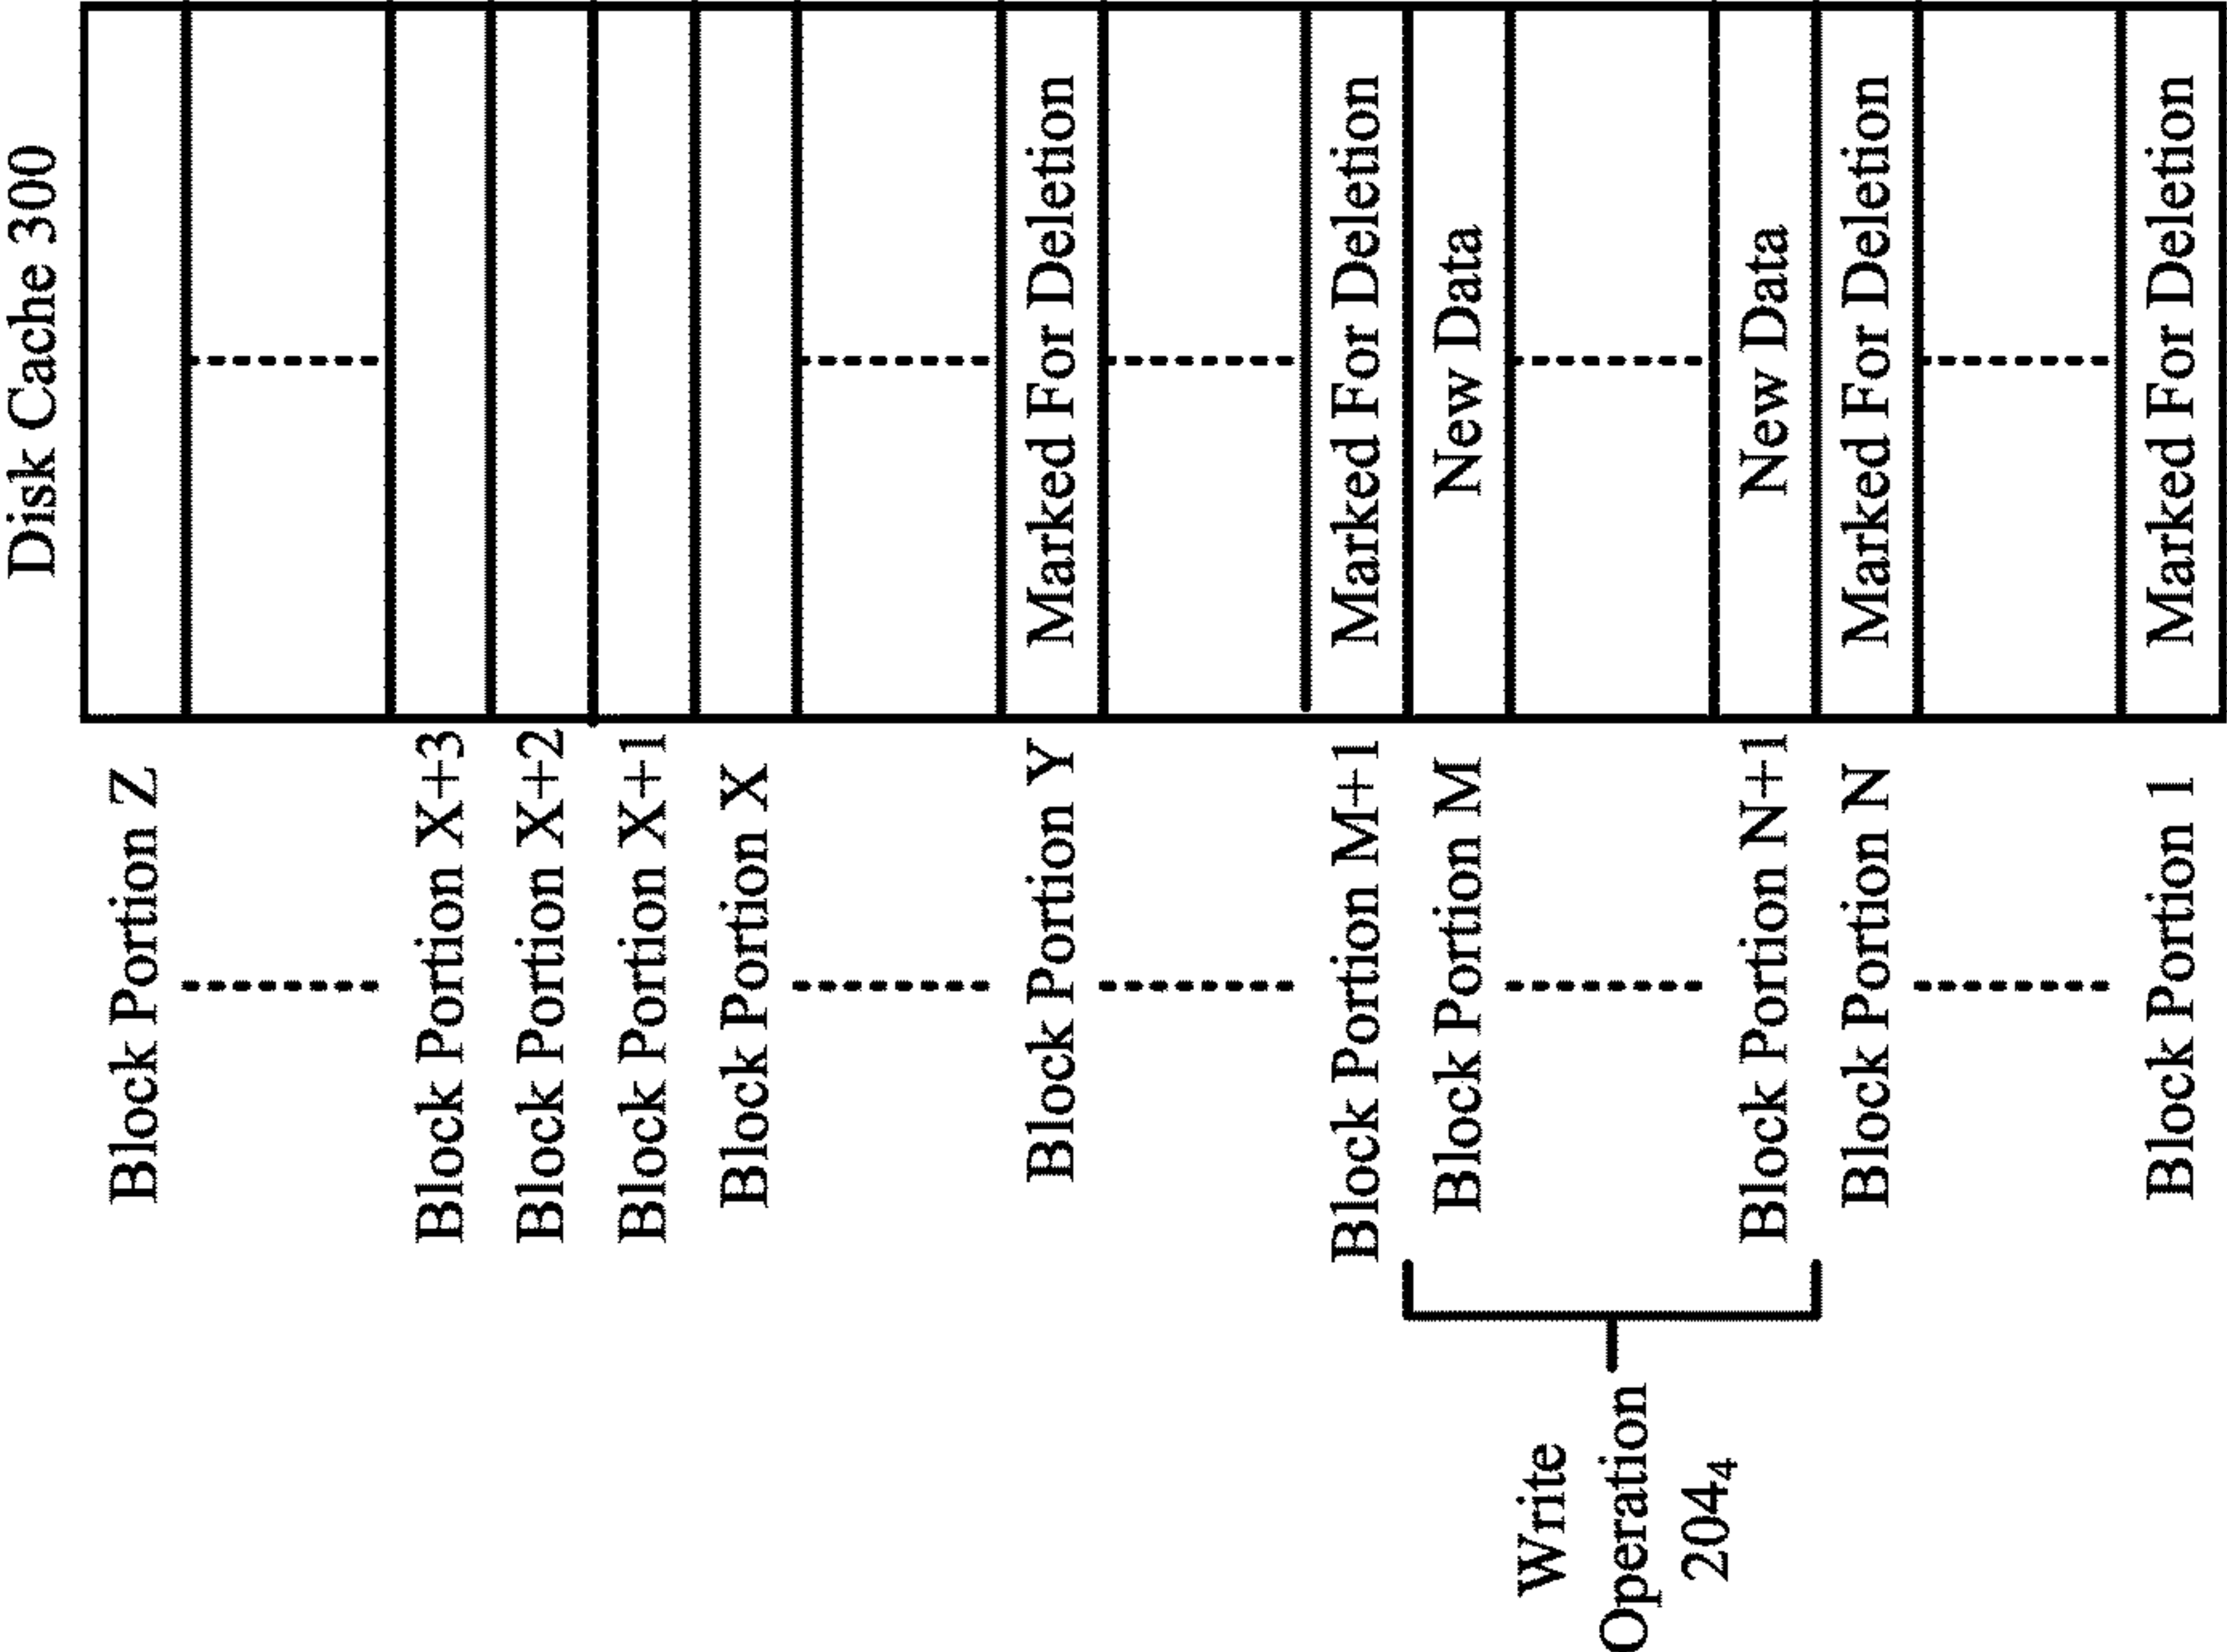 Disk Cache 300
Block Portion Z
Block Portion X+3
Block Portion X+2
Block Portion X+1
Block Portion X
Block Portion Y Marked For Deletion
Block Portion M+1 Marked For Deletion
Block Portion M New Data
Write
Operation
204₄
Block Portion N+1 New Data
Block Portion N Marked For Deletion
Block Portion 1 Marked For Deletion